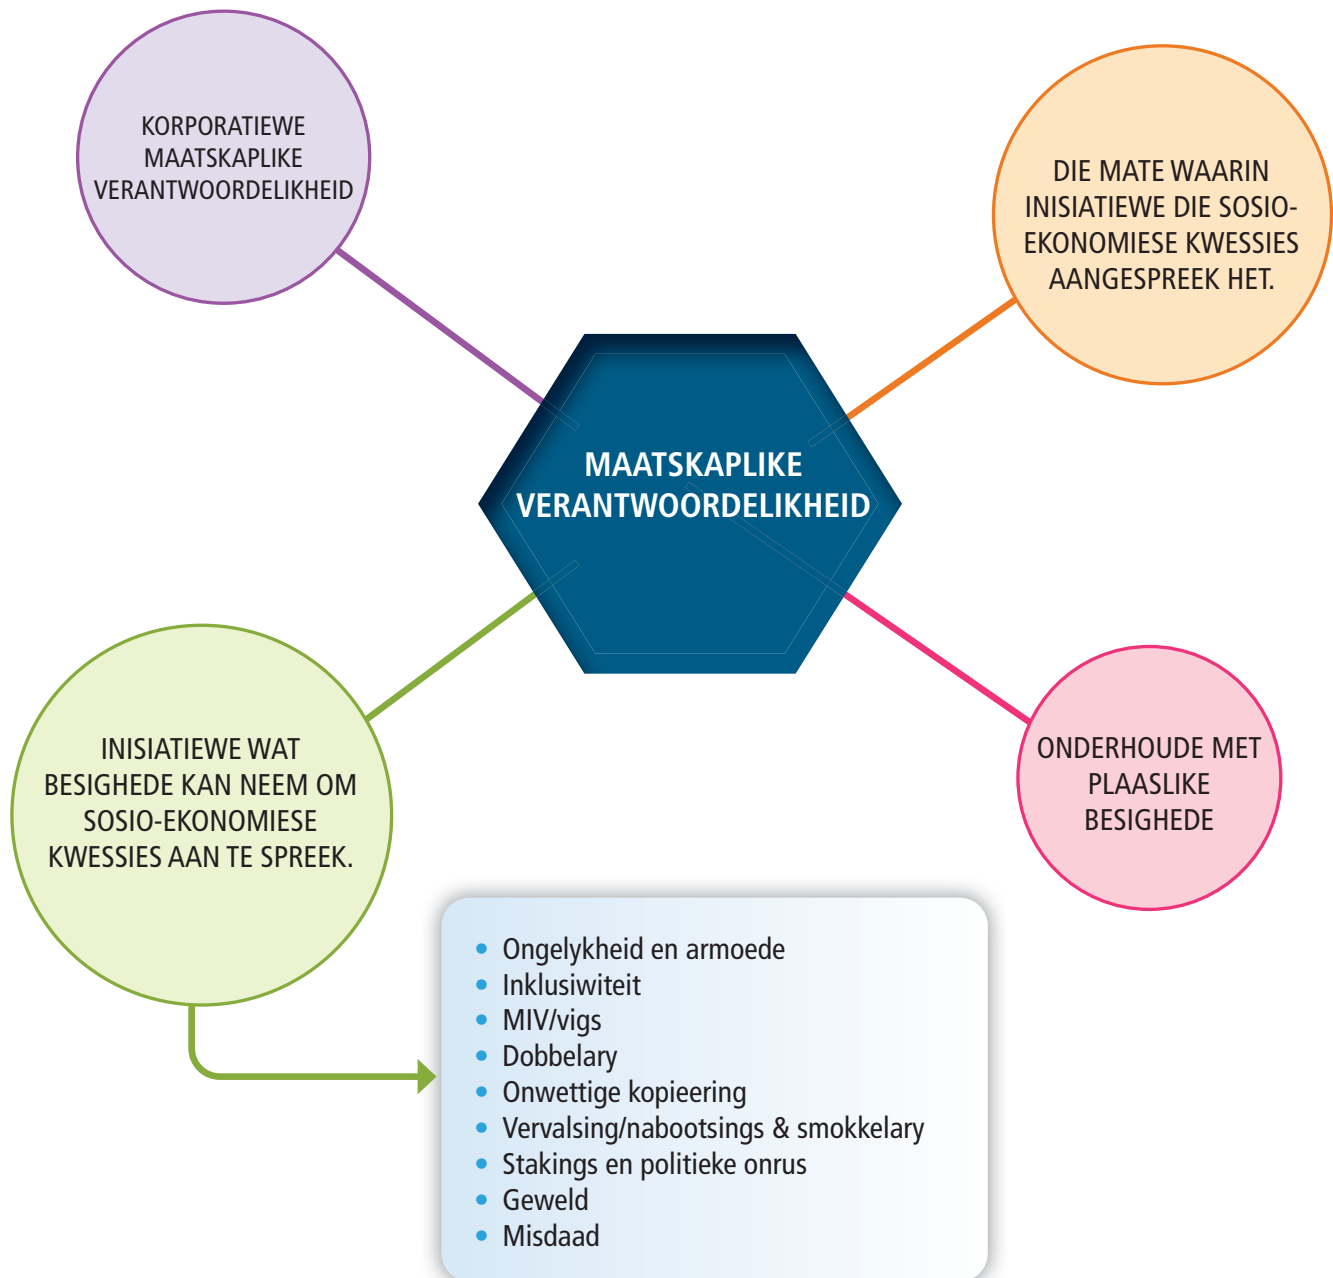 KORPORATIEWE
MAATSKAPLIKE
VERANTWOORDELIKHEID
DIE MATE WAARIN
INISIATIEWE DIE SOSIO-
EKONOMIESE KWESSIES
AANGESPREEK HET.
MAATSKAPLIKE
VERANTWOORDELIKHEID
INISIATIEWE WAT
BESIGHEDE KAN NEEM OM
SOSIO-EKONOMIESE
KWESSIES AAN TE SPREEK.
ONDERHOUDE MET
PLAASLIKE
BESIGHEDE
• Ongelykheid en armoede
• Inklusiwiteit
• MIV/vigs
• Dobbelary
• Onwettige kopieering
• Vervalsing/nabootsings & smokkelary
• Stakings en politieke onrus
• Geweld
• Misdaad